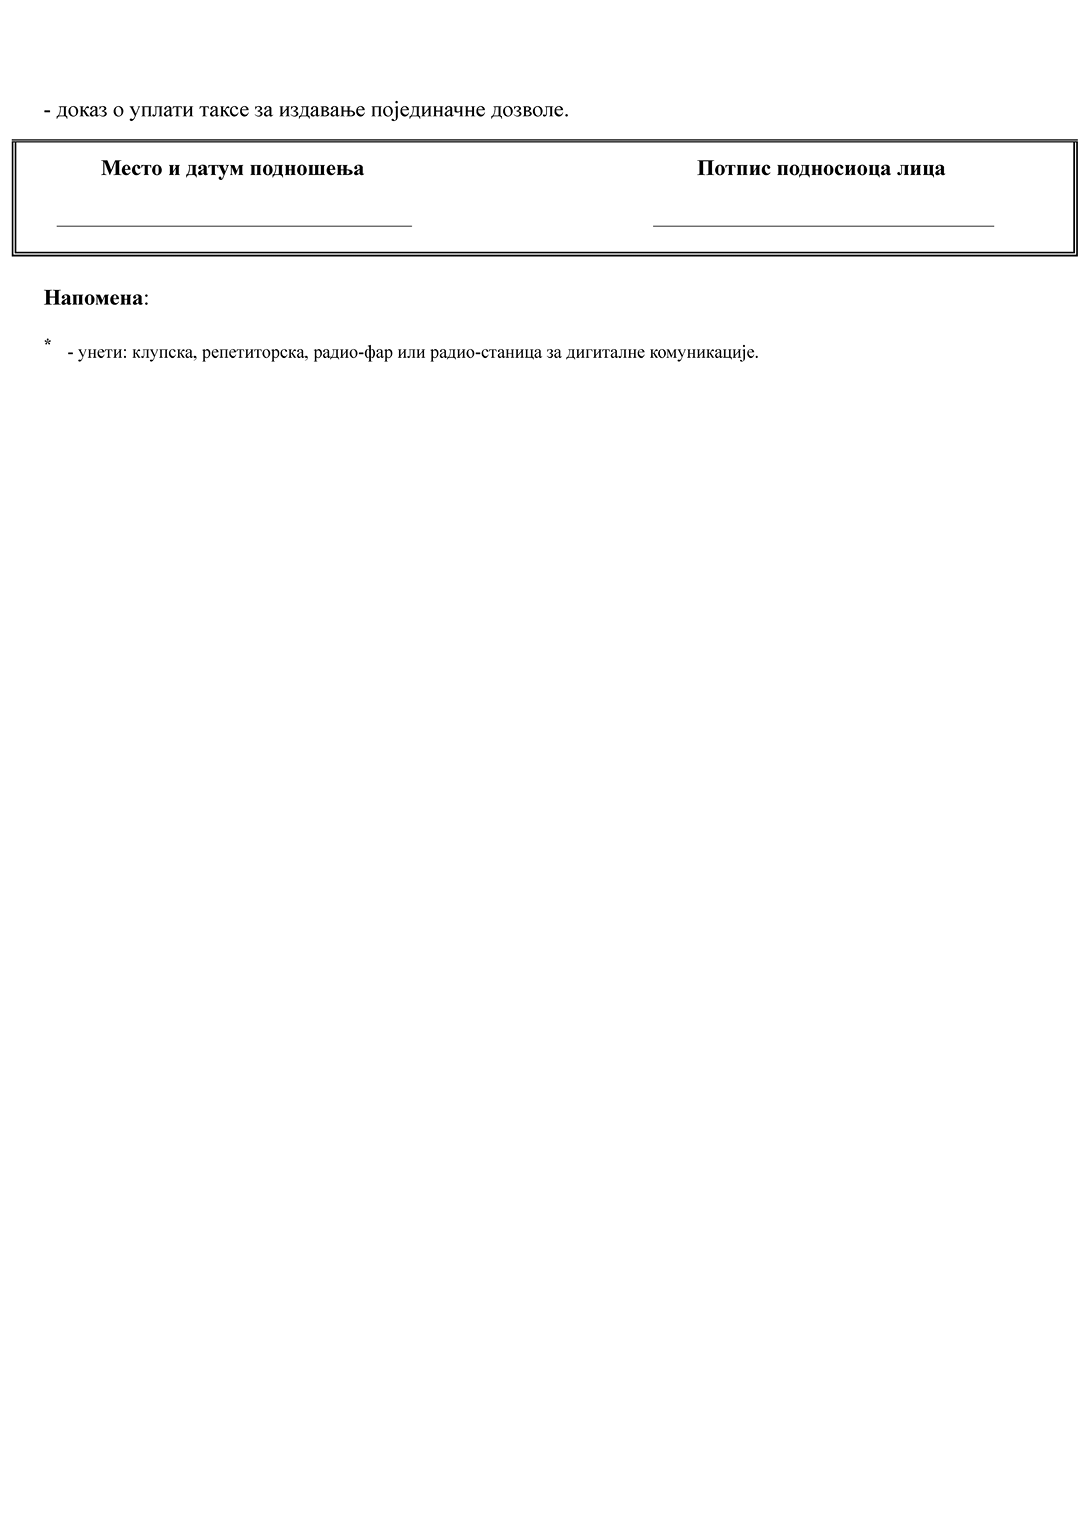 - доказ о уплати таксе за издавање појединачне дозволе.
Место и датум подношења
Потпис подносиоца лица
Напомена:
* - унети: клупска, репетиторска, радио-фар или радио-станица за дигиталне комуникације.